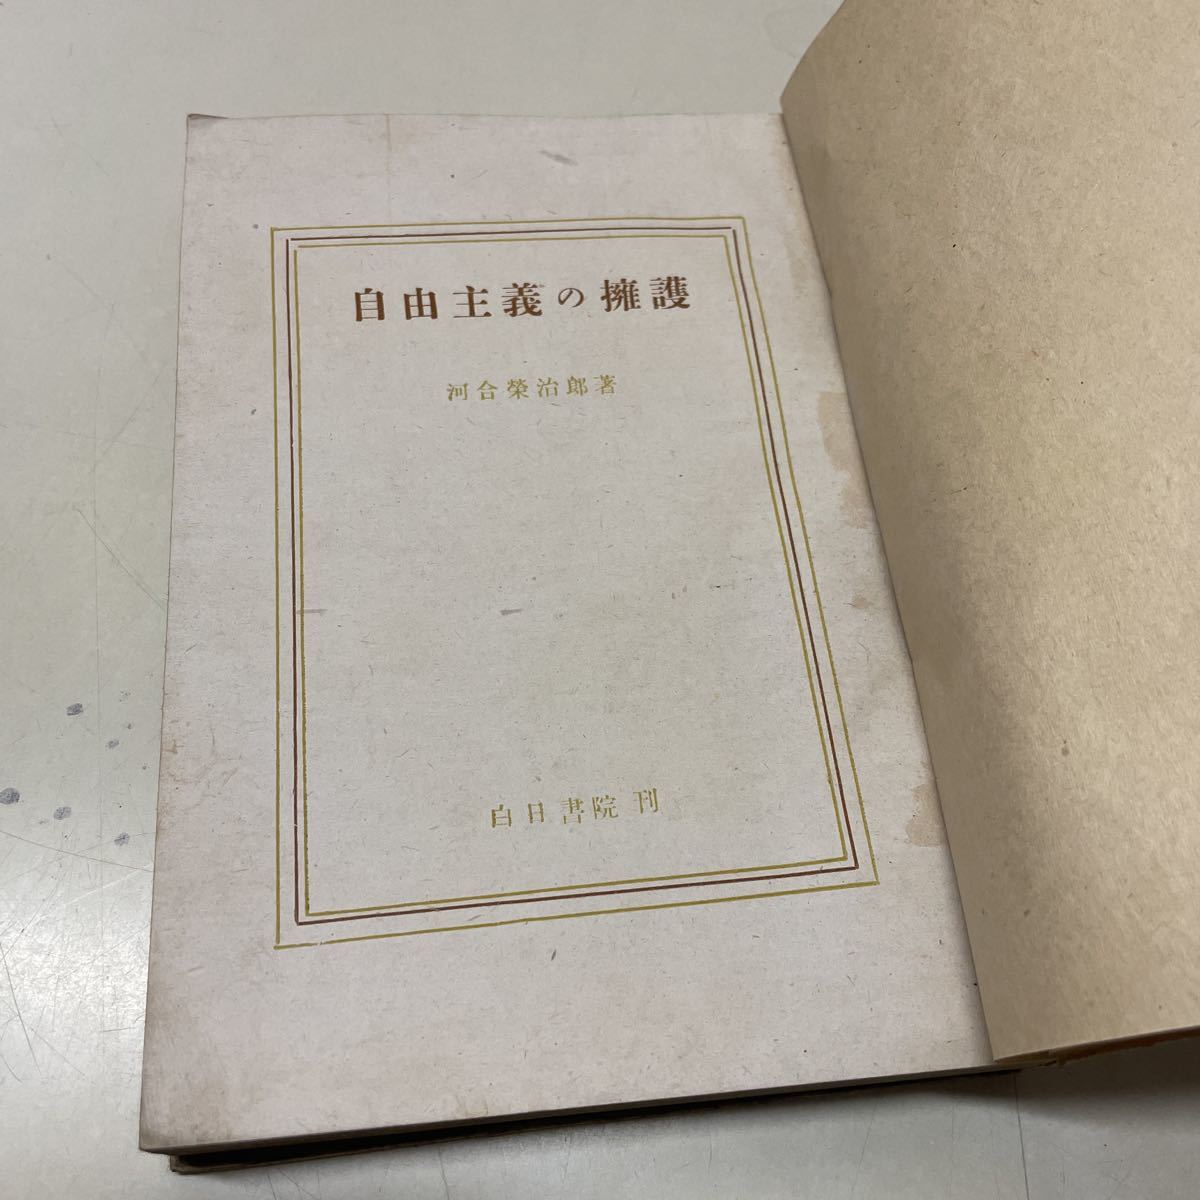 自由主義の擁護
河合榮治郎著
白日書院刊